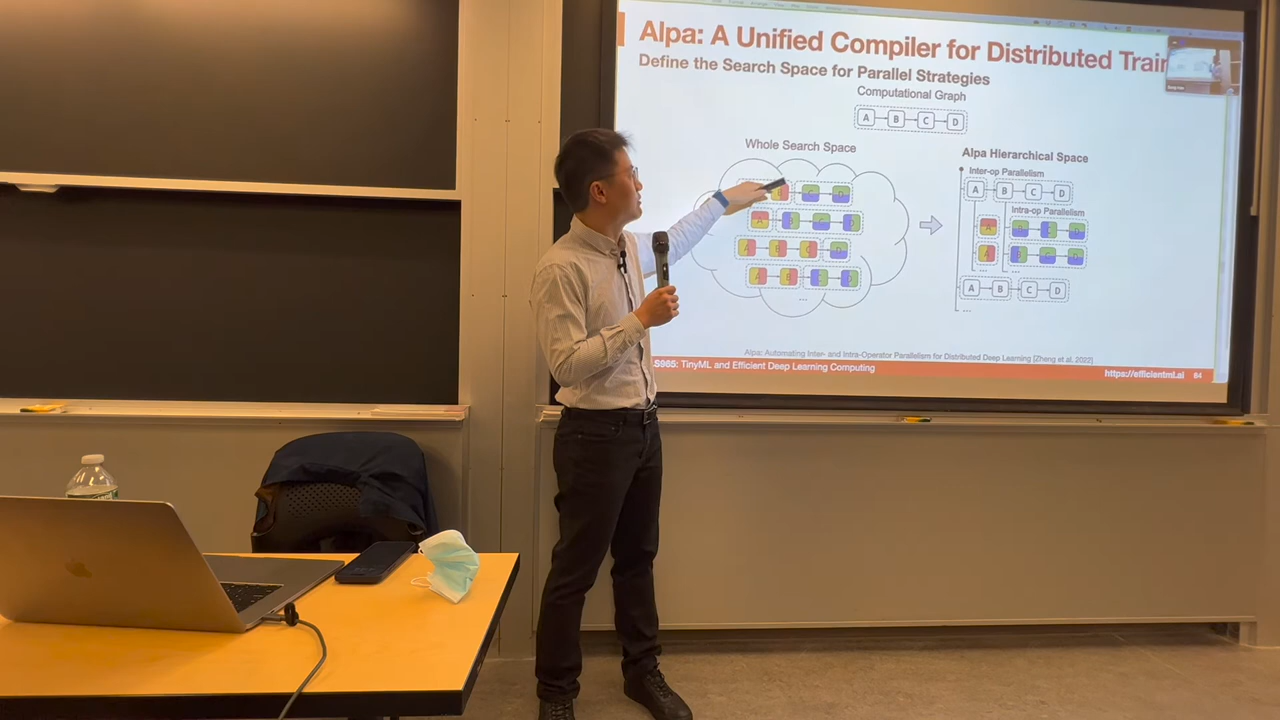 Alpa: A Unified Compiler for Distributed Trai
Define the Search Space for Parallel Strategies
Computational Graph
A B C D
Whole Search Space
Alpa Hierarchical Space
Inter-op Parallelism
A B C D
Intra-op Parallelism
A
A
A B C D
...
Alpa: Automating Inter- and Intra-Operator Parallelism for Distributed Deep Learning [Zheng et al. 2022]
S965: TinyML and Efficient Deep Learning Computing
https://efficientml.ai 64